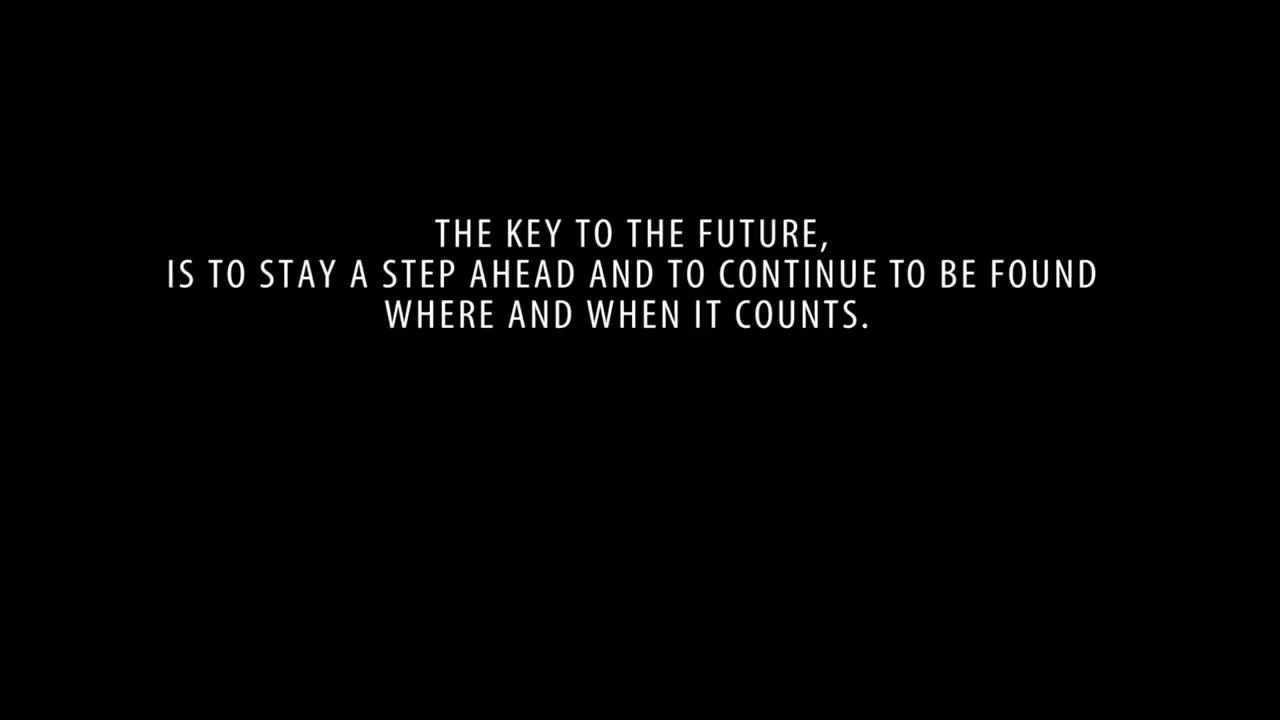 THE KEY TO THE FUTURE,
IS TO STAY A STEP AHEAD AND TO CONTINUE TO BE FOUND
WHERE AND WHEN IT COUNTS.